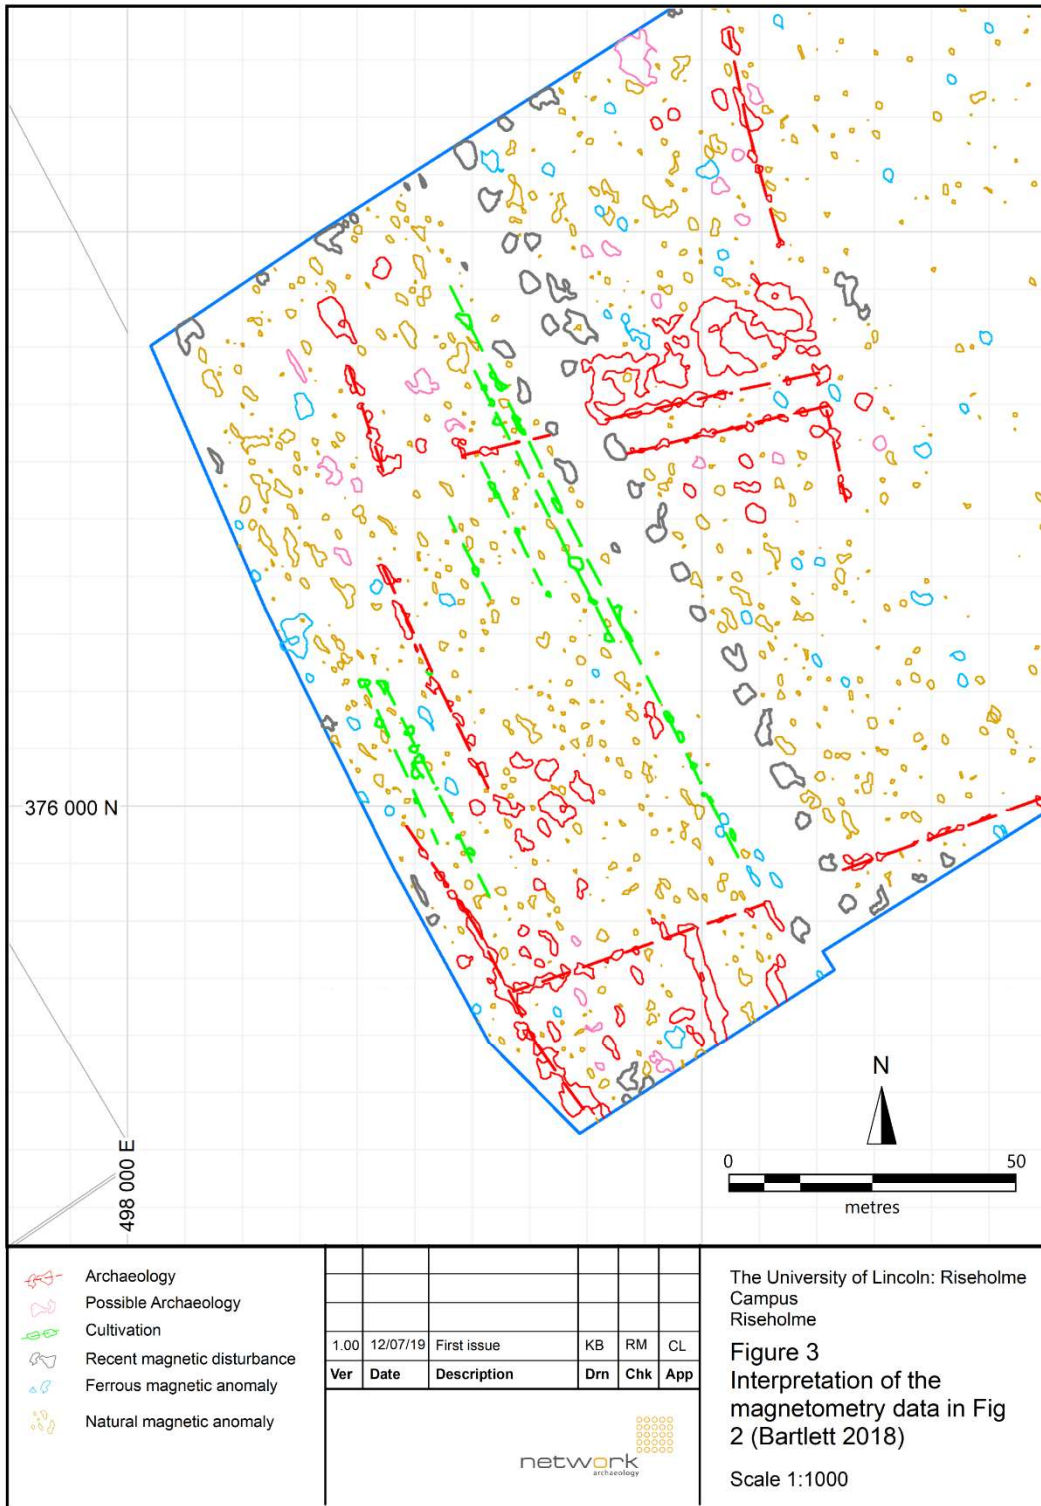 376 000 N
498 000 E
N
0 50
metres
Archaeology
Possible Archaeology
Cultivation
Recent magnetic disturbance
Ferrous magnetic anomaly
Natural magnetic anomaly
1.00 12/07/19 First issue KB RM CL
Ver Date Description Drn Chk App
network
archaeology
The University of Lincoln: Riseholme
Campus
Riseholme
Figure 3
Interpretation of the
magnetometry data in Fig
2 (Bartlett 2018)
Scale 1:1000